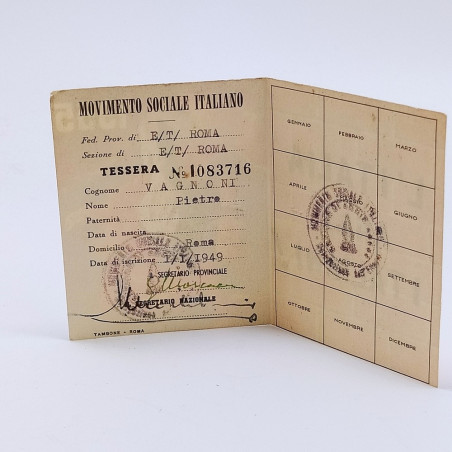 MOVIMENTO SOCIALE ITALIANO
Fed. Prov. di E/T/ ROMA
Sezione di E/T/ ROMA
TESSERA No 1083716
Cognome VAGNONI
Nome Pietro
Paternità
Data di nascita
Domicilio Roma
Data di iscrizione 1/1/1949
IL SEGRETARIO PROVINCIALE
IL SEGRETARIO NAZIONALE
TAMBONE - ROMA
GENNAIO
FEBBRAIO
MARZO
APRILE
GIUGNO
LUGLIO
AGOSTO
SETTEMBRE
OTTOBRE
NOVEMBRE
DICEMBRE